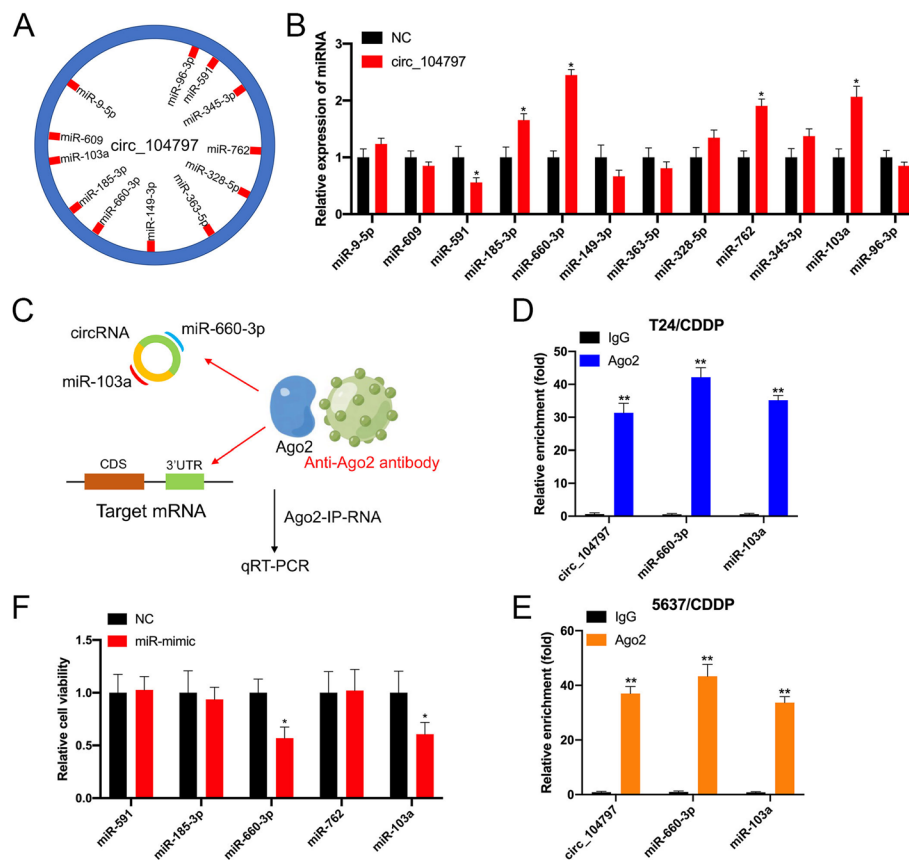 A
miR-96-3p
miR-591
miR-345-3p
miR-9-5p
miR-609
circ_104797
miR-762
miR-103a
miR-185-3p
miR-328-5p
miR-660-3p
miR-149-3p
miR-363-5p
B
NC
circ_104797
Relative expression of miRNA
3
2
1
0
* * * * *
miR-9-5p
miR-609
miR-591
miR-185-3p
miR-660-3p
miR-149-3p
miR-363-5p
miR-328-5p
miR-762
miR-345-3p
miR-103a
miR-96-3p
C
circRNA
miR-660-3p
miR-103a
Ago2
Anti-Ago2 antibody
CDS
3'UTR
Target mRNA
Ago2-IP-RNA
qRT-PCR
D
T24/CDDP
IgG
Ago2
Relative enrichment (fold)
50
40
30
20
10
0
** ** **
circ_104797
miR-660-3p
miR-103a
E
5637/CDDP
IgG
Ago2
Relative enrichment (fold)
60
40
20
0
** ** **
circ_104797
miR-660-3p
miR-103a
F
NC
miR-mimic
Relative cell viability
1.5
1.0
0.5
0.0
* *
miR-591
miR-185-3p
miR-660-3p
miR-762
miR-103a